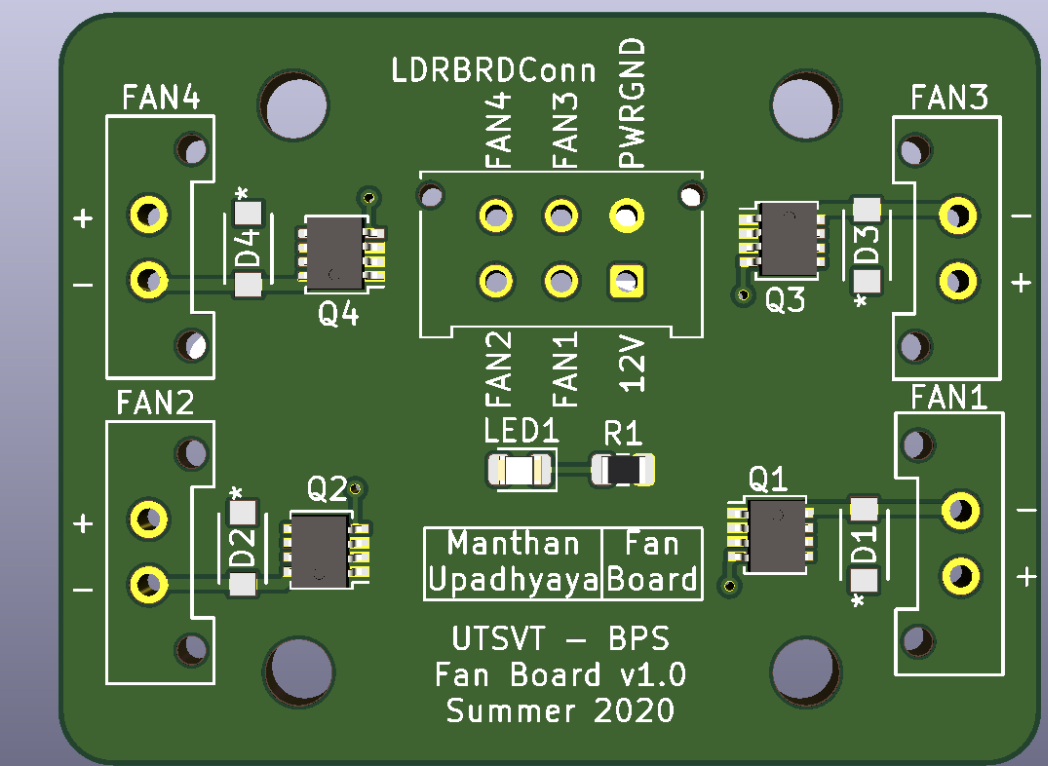 LDRBRDConn
FAN4
FAN3
PWRGND
FAN4
FAN3
+
-
D4
*
Q4
Q3
D3
*
-
+
FAN2
FAN1
12V
FAN2
FAN1
LED1
R1
+
-
D2
*
Q2
Q1
D1
*
-
+
Manthan Fan
Upadhyaya Board
UTSVT - BPS
Fan Board v1.0
Summer 2020